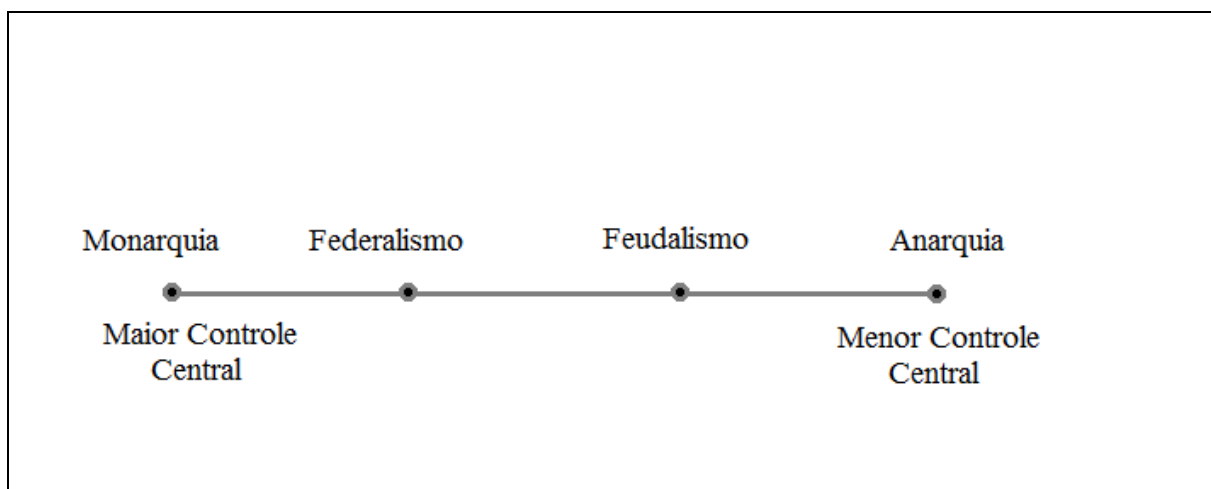 Monarquia
Federalismo
Feudalismo
Anarquia
Maior Controle
Central
Menor Controle
Central